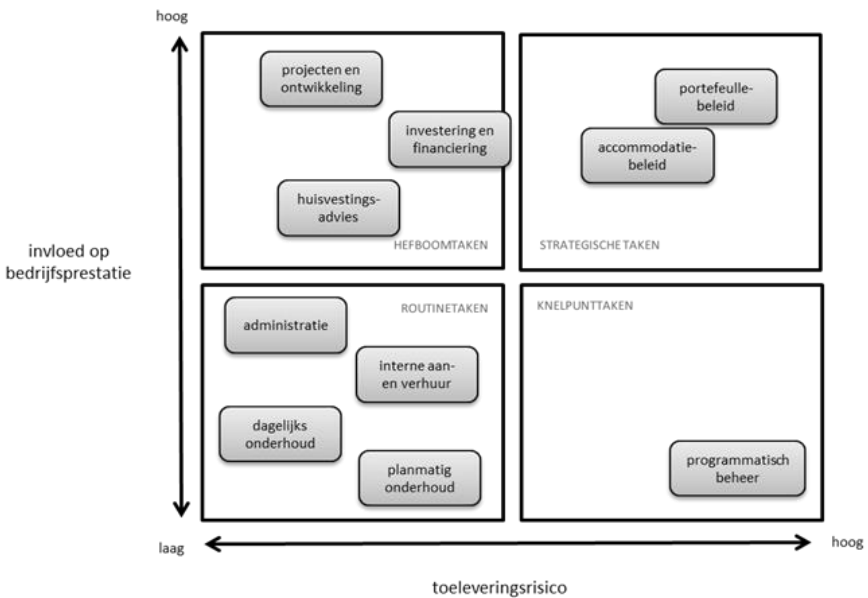 hoog
projecten en
ontwikkeling
investering en
financiering
huisvestings-
advies
HEFBOOMTAKEN
portefeulle-
beleid
accommodatie-
beleid
STRATEGISCHE TAKEN
invloed op
bedrijfsprestatie
ROUTINETAKEN
administratie
interne aan-
en verhuur
dagelijks
onderhoud
planmatig
onderhoud
KNELPUNTTAKEN
programmatisch
beheer
laag
hoog
toeleveringsrisico